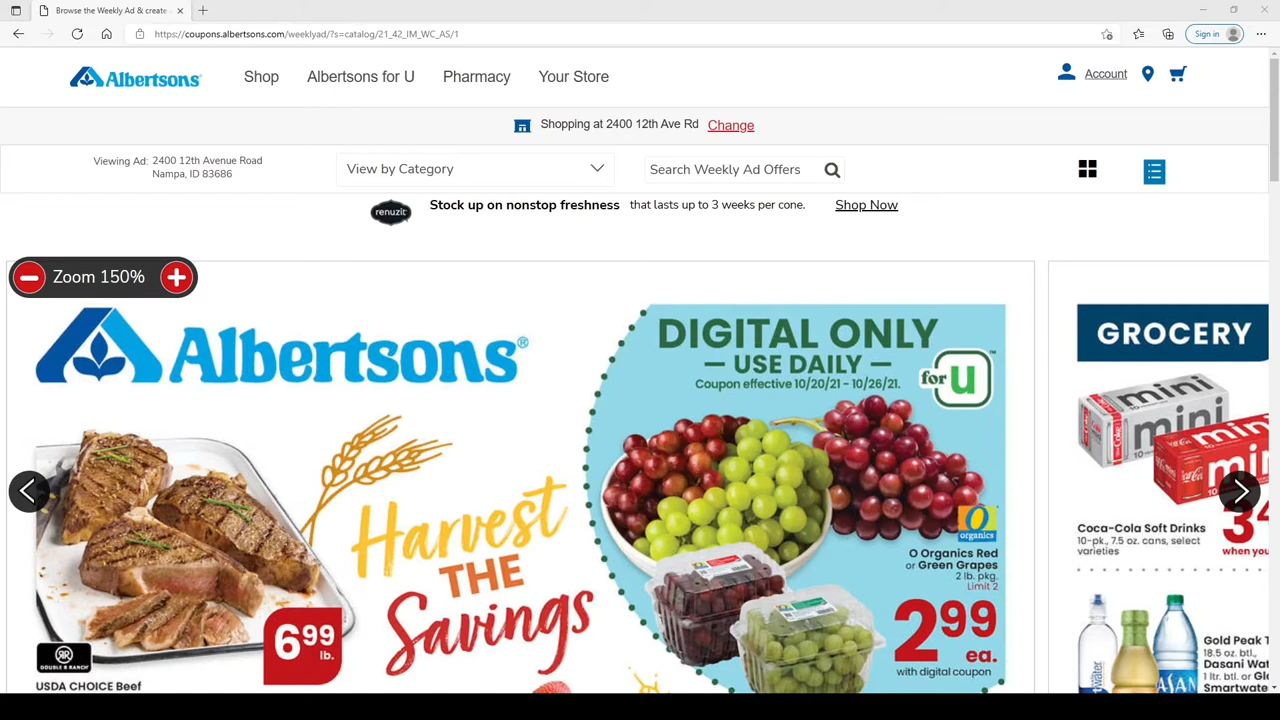 Browse the Weekly Ad & create
https://coupons.albertsons.com/weeklyad/?s=catalog/21_42_IM_WC_AS/1
Sign in
Albertsons Shop Albertsons for U Pharmacy Your Store Account
Shopping at 2400 12th Ave Rd Change
Viewing Ad: 2400 12th Avenue Road
Nampa, ID 83686
View by Category
Search Weekly Ad Offers
renuzit Stock up on nonstop freshness that lasts up to 3 weeks per cone. Shop Now
Zoom 150%
Albertsons®
Harvest
THE
Savings
6.99
lb.
DOUBLE R RANCH
USDA CHOICE Beef
DIGITAL ONLY
— USE DAILY —
Coupon effective 10/20/21 - 10/26/21.
for U™
O
organics
O Organics Red
or Green Grapes
2 lb. pkg.
Limit 2
2.99
ea.
with digital coupon
GROCERY
mini
mini
Coca-Cola Soft Drinks
10-pk., 7.5 oz. cans, select
varieties
3
when you
Gold Peak T
18.5 oz. btl.,
Dasani Wat
1 ltr. btl. or Gl
Smartwate